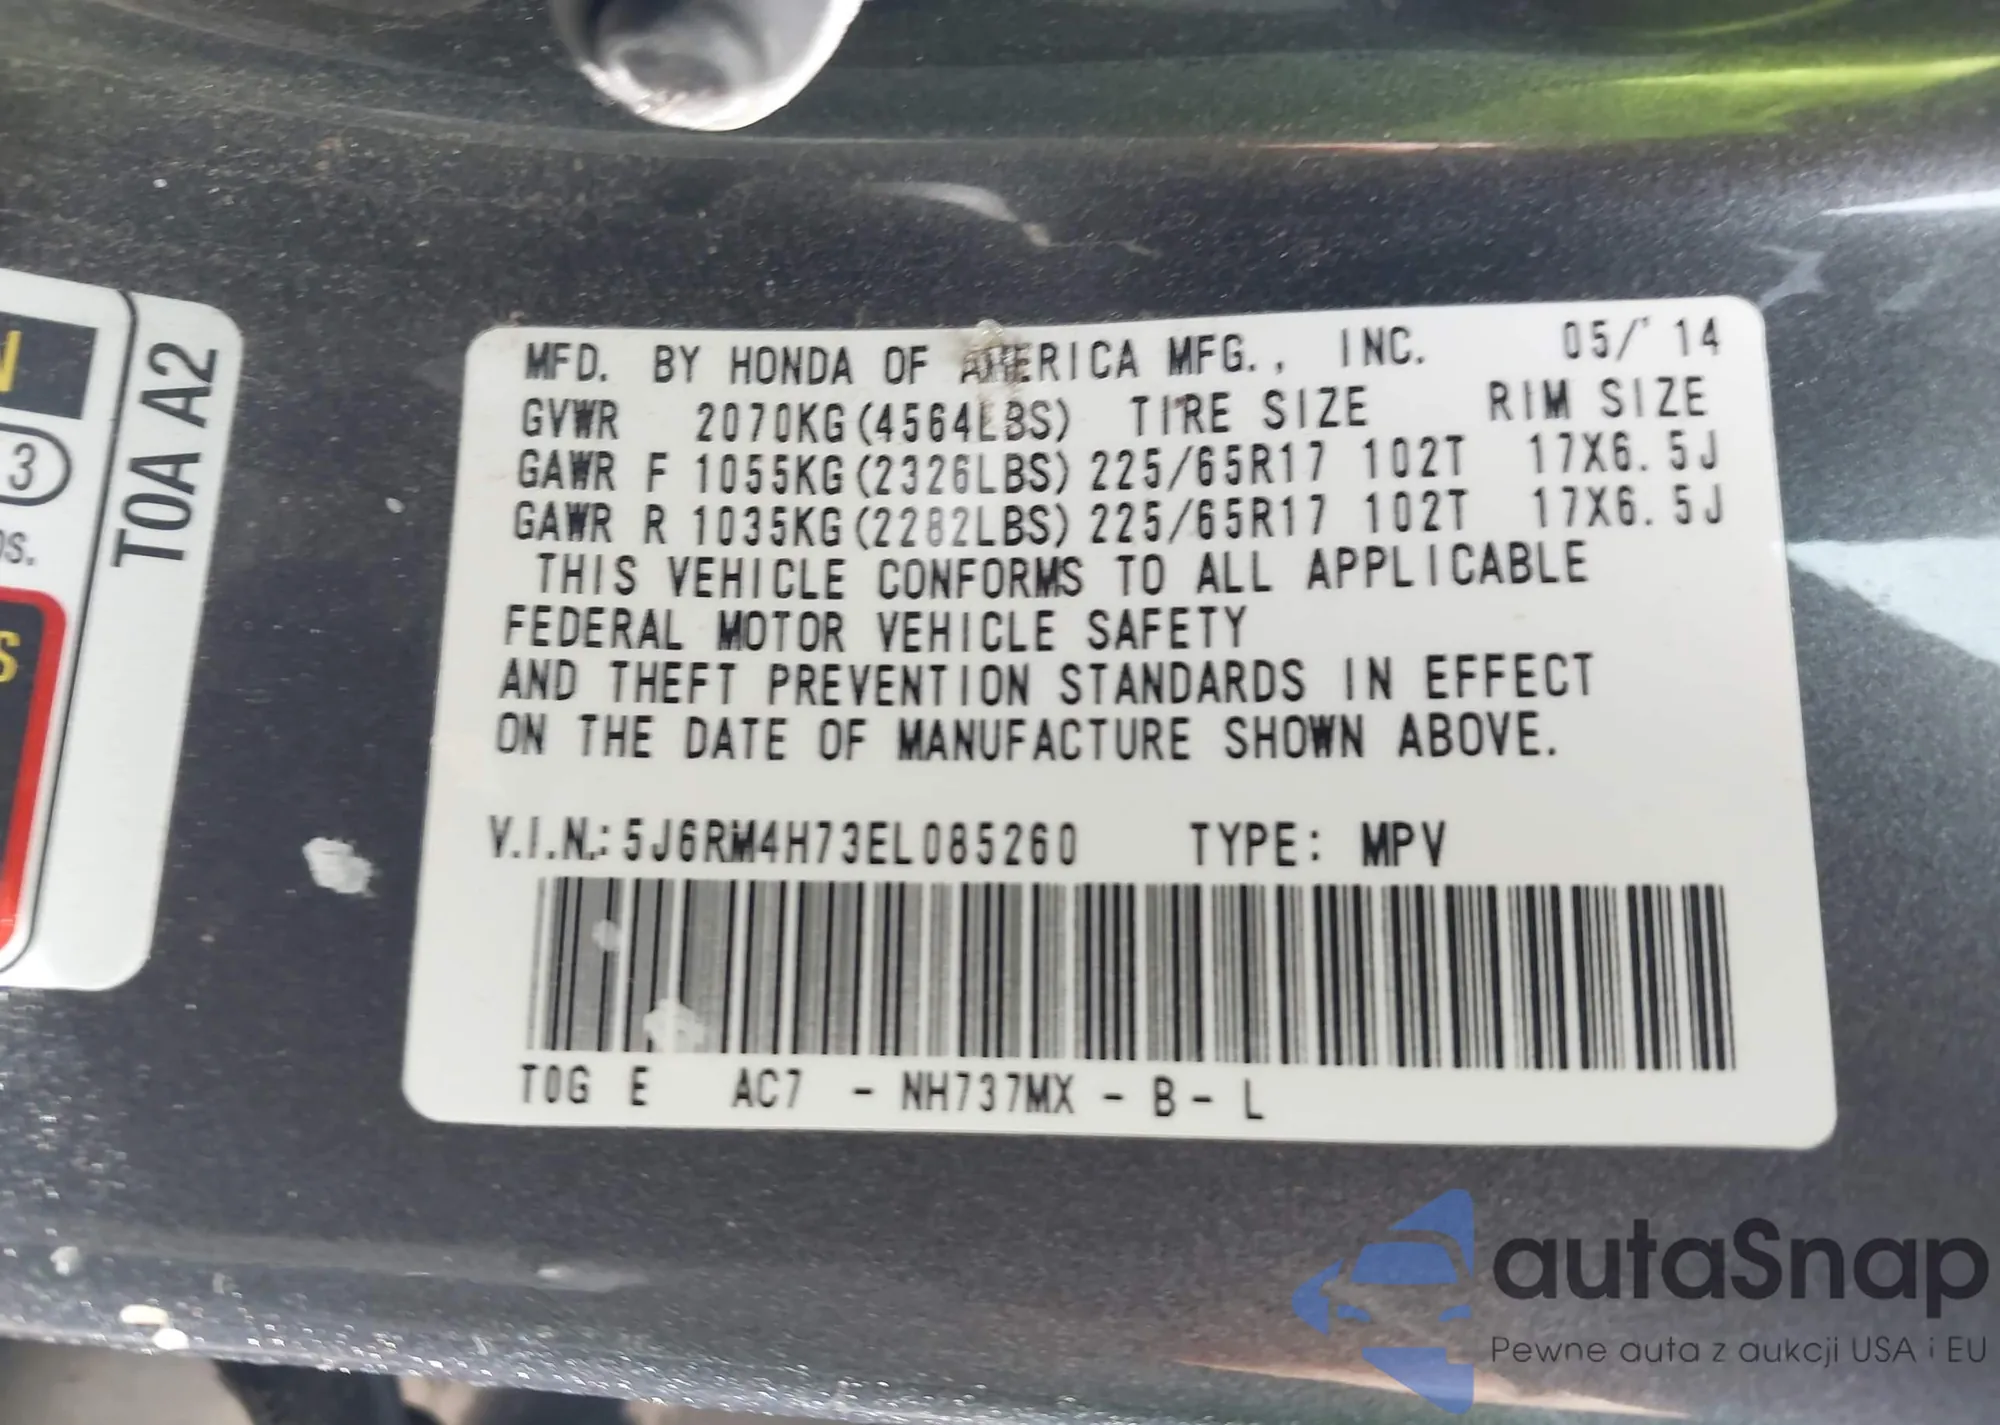 N
3
os.
S
T0A A2
MFD. BY HONDA OF AMERICA MFG., INC. 05/'14
GVWR 2070KG(4564LBS) TIRE SIZE RIM SIZE
GAWR F 1055KG(2326LBS) 225/65R17 102T 17X6.5J
GAWR R 1035KG(2282LBS) 225/65R17 102T 17X6.5J
THIS VEHICLE CONFORMS TO ALL APPLICABLE
FEDERAL MOTOR VEHICLE SAFETY
AND THEFT PREVENTION STANDARDS IN EFFECT
ON THE DATE OF MANUFACTURE SHOWN ABOVE.
V.I.N.: 5J6RM4H73EL085260 TYPE: MPV
T0G E AC7 - NH737MX - B - L
autaSnap
Pewne auta z aukcji USA i EU